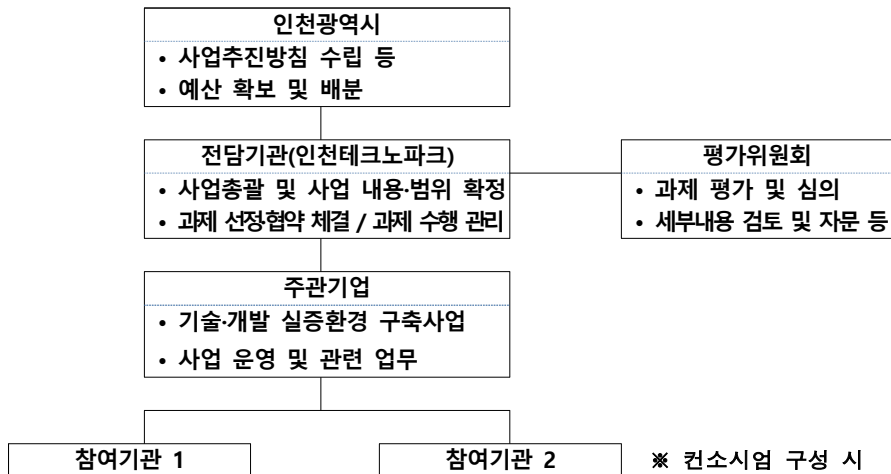 인천광역시
• 사업추진방침 수립 등
• 예산 확보 및 배분
전담기관(인천테크노파크)
• 사업총괄 및 사업 내용·범위 확정
• 과제 선정·협약 체결 / 과제 수행 관리
평가위원회
• 과제 평가 및 심의
• 세부내용 검토 및 자문 등
주관기업
• 기술·개발 실증환경 구축사업
• 사업 운영 및 관련 업무
참여기관 1
참여기관 2
※ 컨소시엄 구성 시